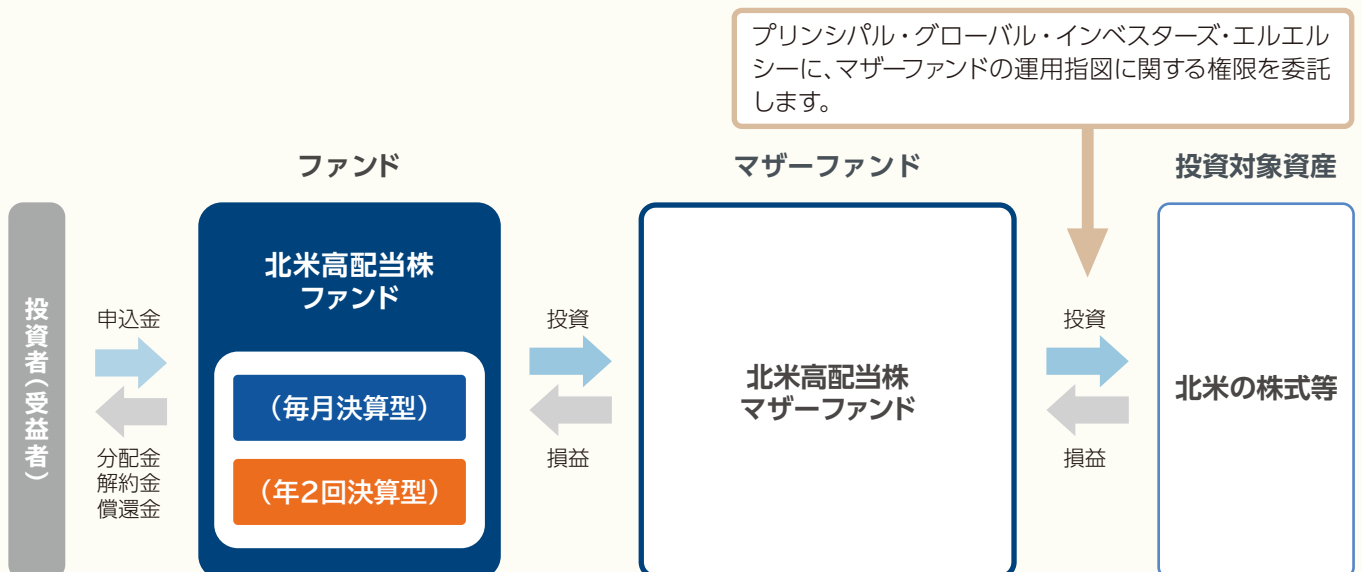 プリンシパル・グローバル・インベスターズ・エルエル
シーに、マザーファンドの運用指図に関する権限を委託
します。
ファンド
マザーファンド
投資対象資産
投資者(受益者)
申込金
分配金
解約金
償還金
北米高配当株
ファンド
(毎月決算型)
(年2回決算型)
投資
損益
北米高配当株
マザーファンド
投資
損益
北米の株式等